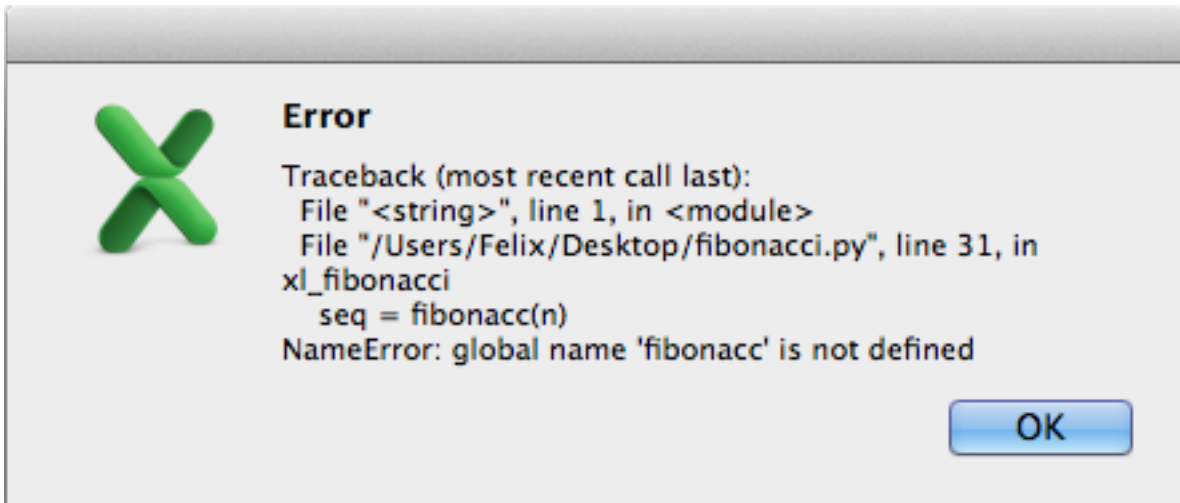 Error
Traceback (most recent call last):
File "<string>", line 1, in <module>
File "/Users/Felix/Desktop/fibonacci.py", line 31, in
xl_fibonacci
seq = fibonacc(n)
NameError: global name 'fibonacc' is not defined
OK